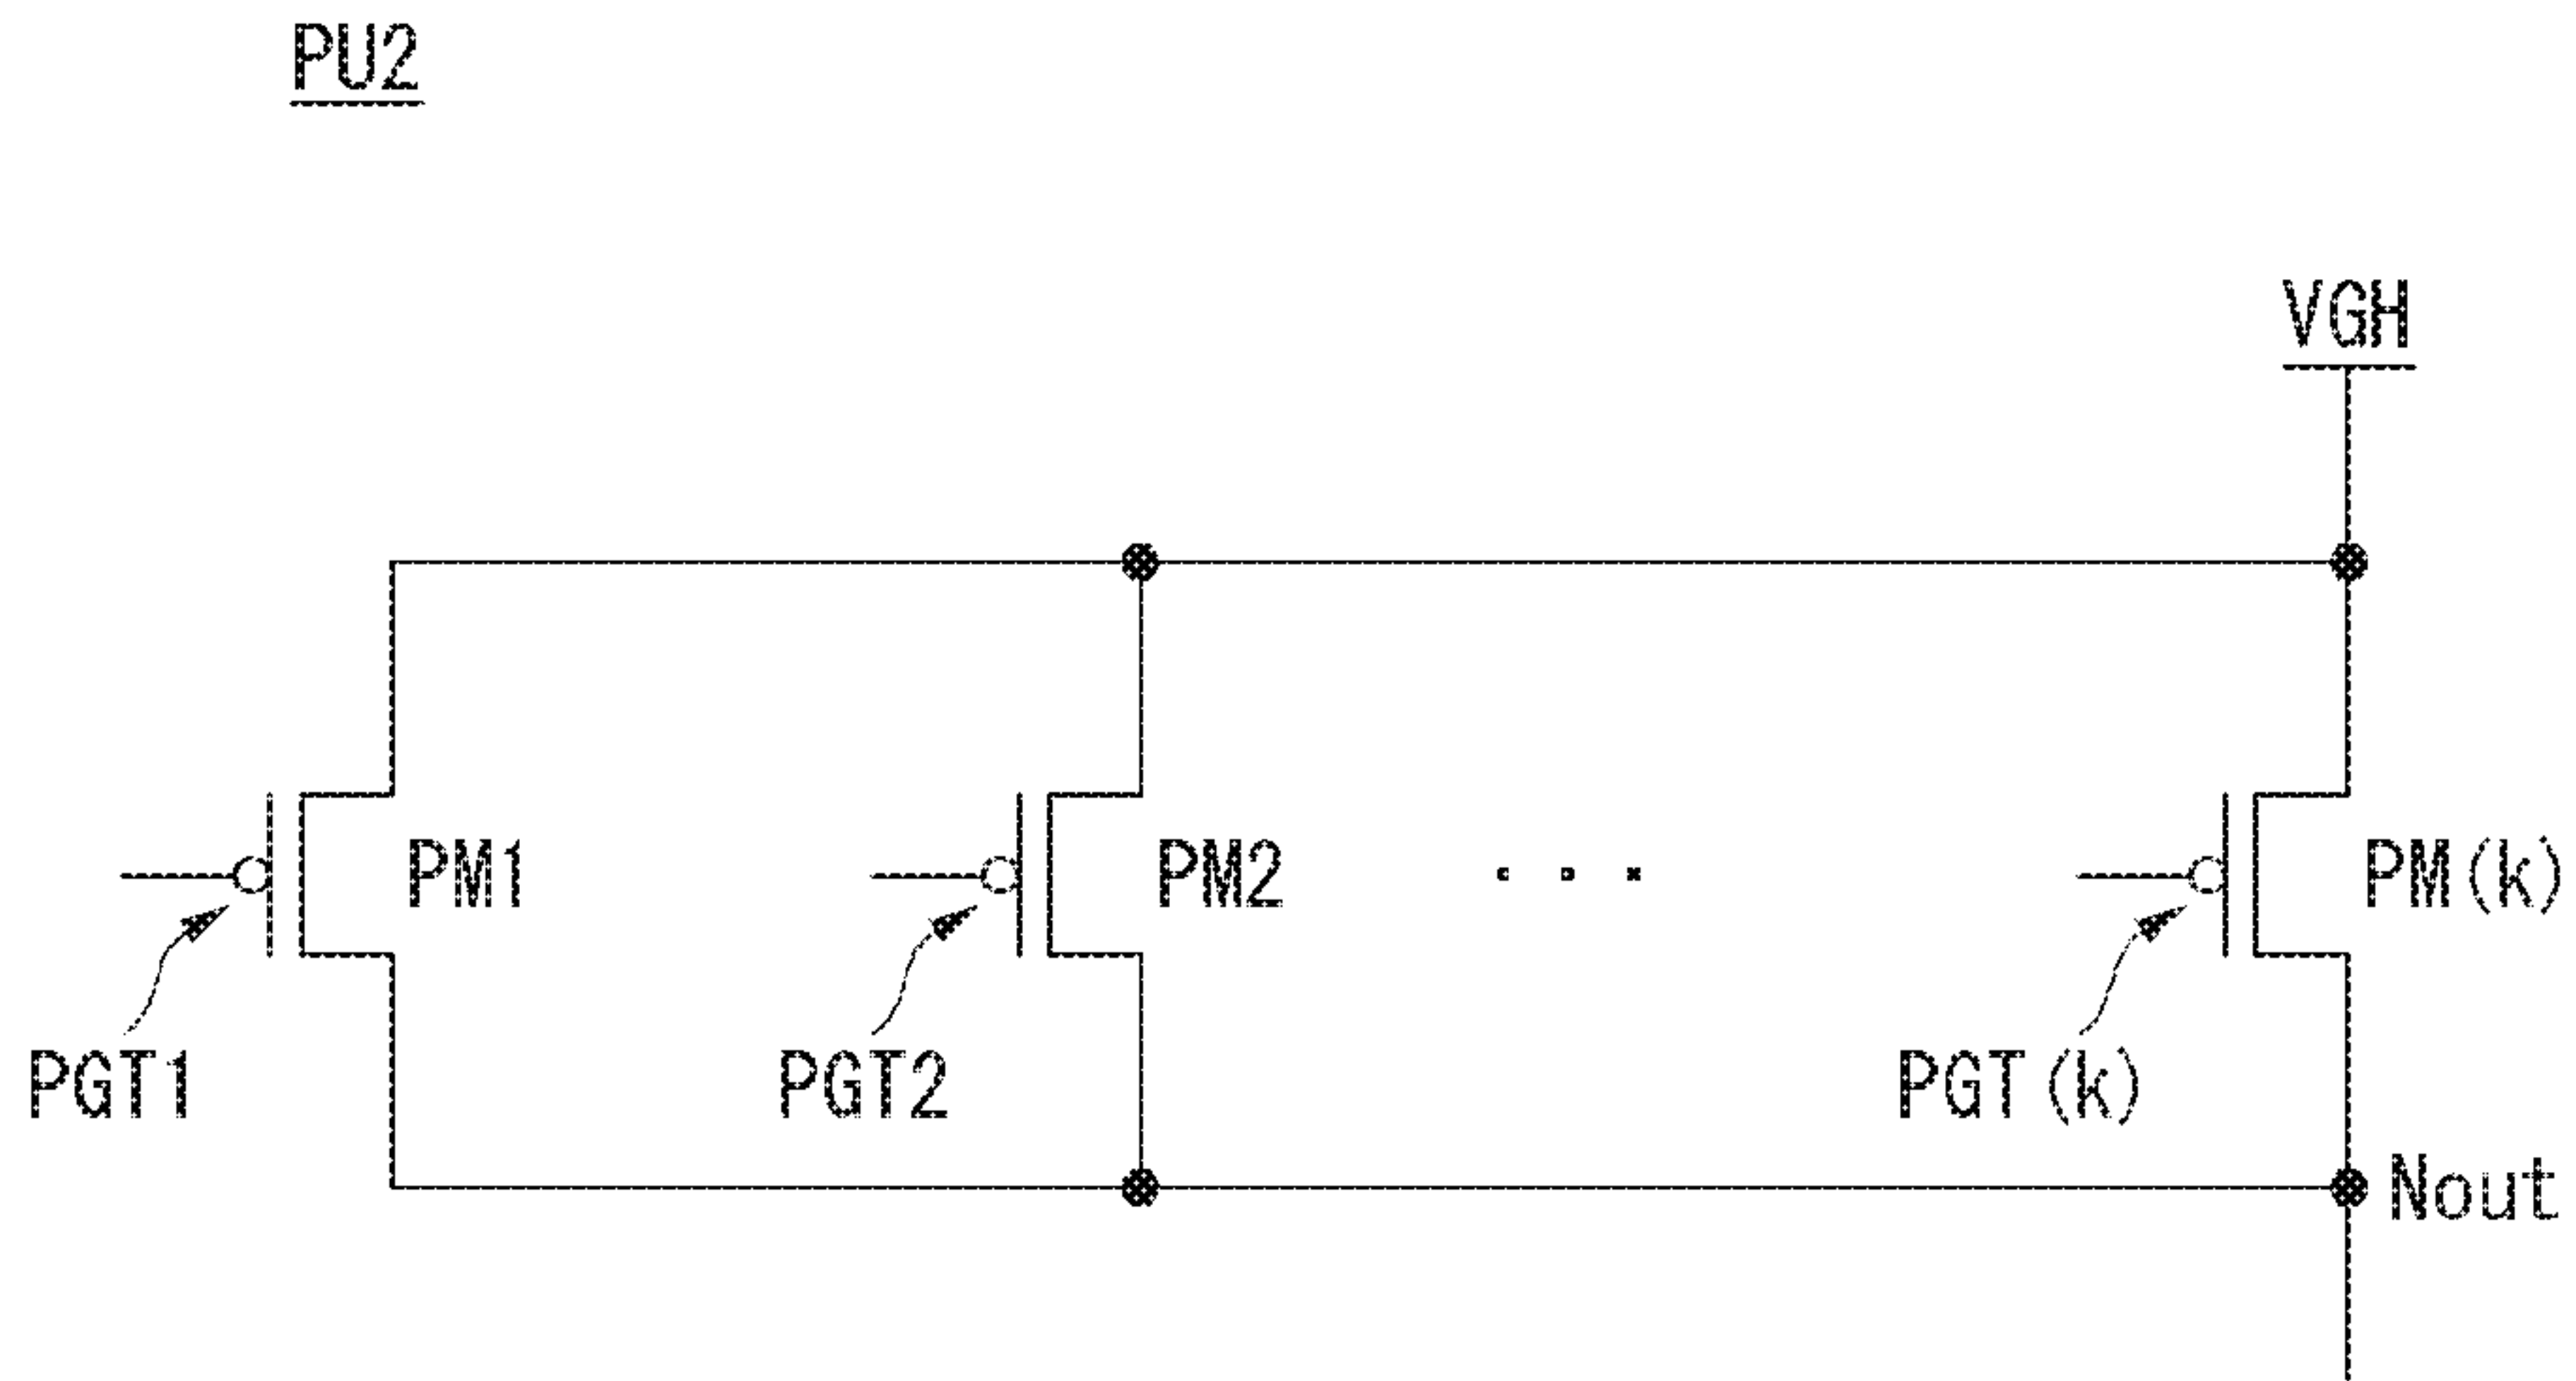 PU2
VGH
PM1 PM2 ... PM(k)
PGT1 PGT2 PGT(k)
Nout